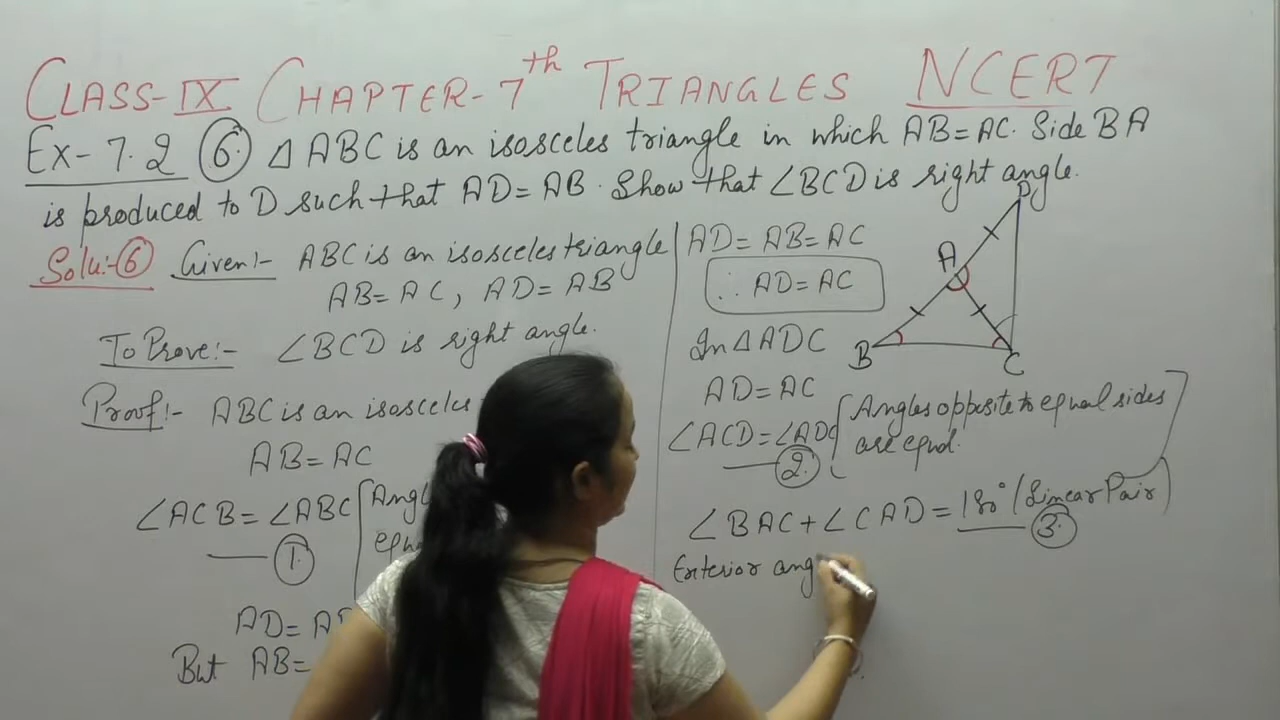 CLASS-IX CHAPTER-7th TRIANGLES NCERT
Ex-7.2 6. △ABC is an isosceles triangle in which AB=AC. Side BA
is produced to D such that AD=AB. Show that ∠BCD is right angle.
Solu:-6 Given:- ABC is an isosceles triangle
AB=AC, AD=AB
To Prove:- ∠BCD is right angle.
Proof:- ABC is an isosceles
AB=AC
∠ACB=∠ABC
1.
AD=
But AB=
AD=AB=AC
∴ AD=AC
In △ADC
AD=AC
∠ACD=∠ADC { Angles opposite to equal sides
are equal.
2.
∠BAC+∠CAD=180° (Linear Pair)
3.
Exterior ang
D
A
B
C